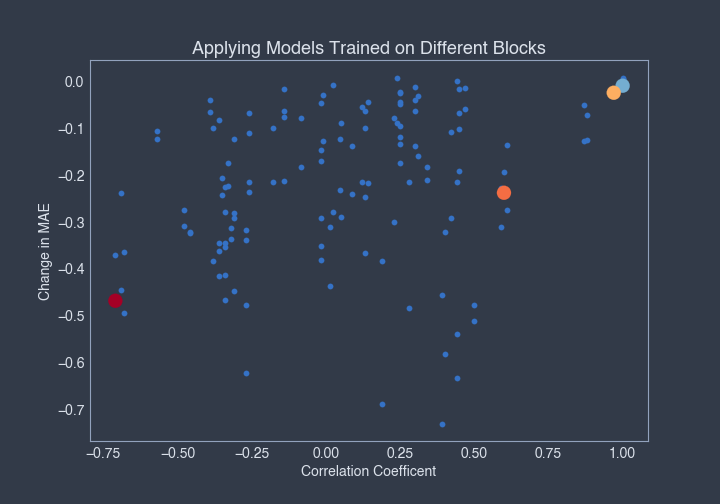 Applying Models Trained on Different Blocks
0.0
−0.1
−0.2
−0.3
−0.4
−0.5
−0.6
−0.7
Change in MAE
−0.75 −0.50 −0.25 0.00 0.25 0.50 0.75 1.00
Correlation Coefficent